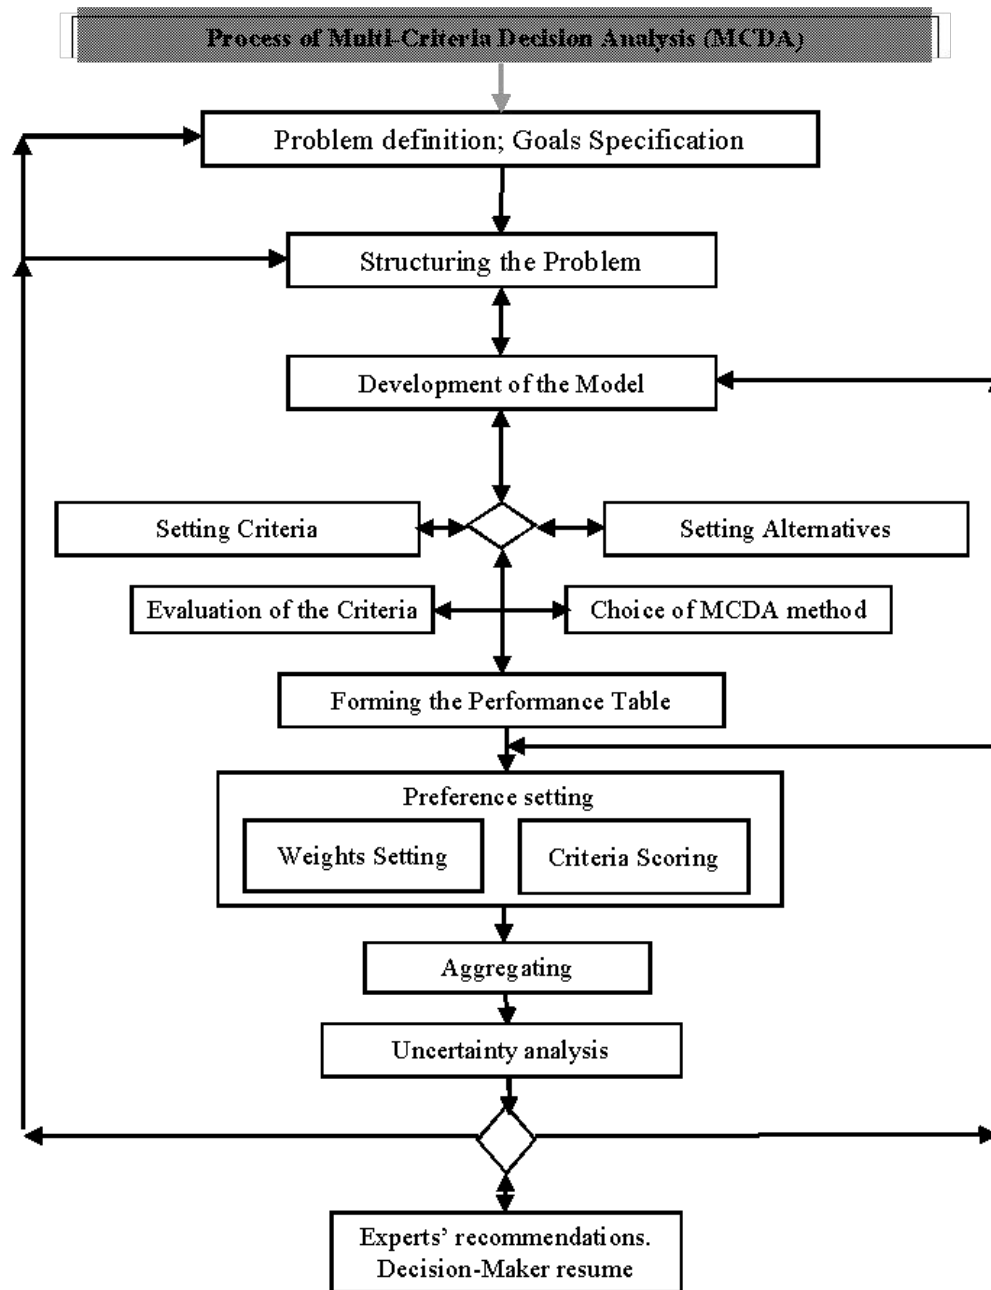 Process of Multi-Criteria Decision Analysis (MCDA)
Problem definition; Goals Specification
Structuring the Problem
Development of the Model
Setting Criteria
Setting Alternatives
Evaluation of the Criteria
Choice of MCDA method
Forming the Performance Table
Preference setting
Weights Setting
Criteria Scoring
Aggregating
Uncertainty analysis
Experts’ recommendations.
Decision-Maker resume